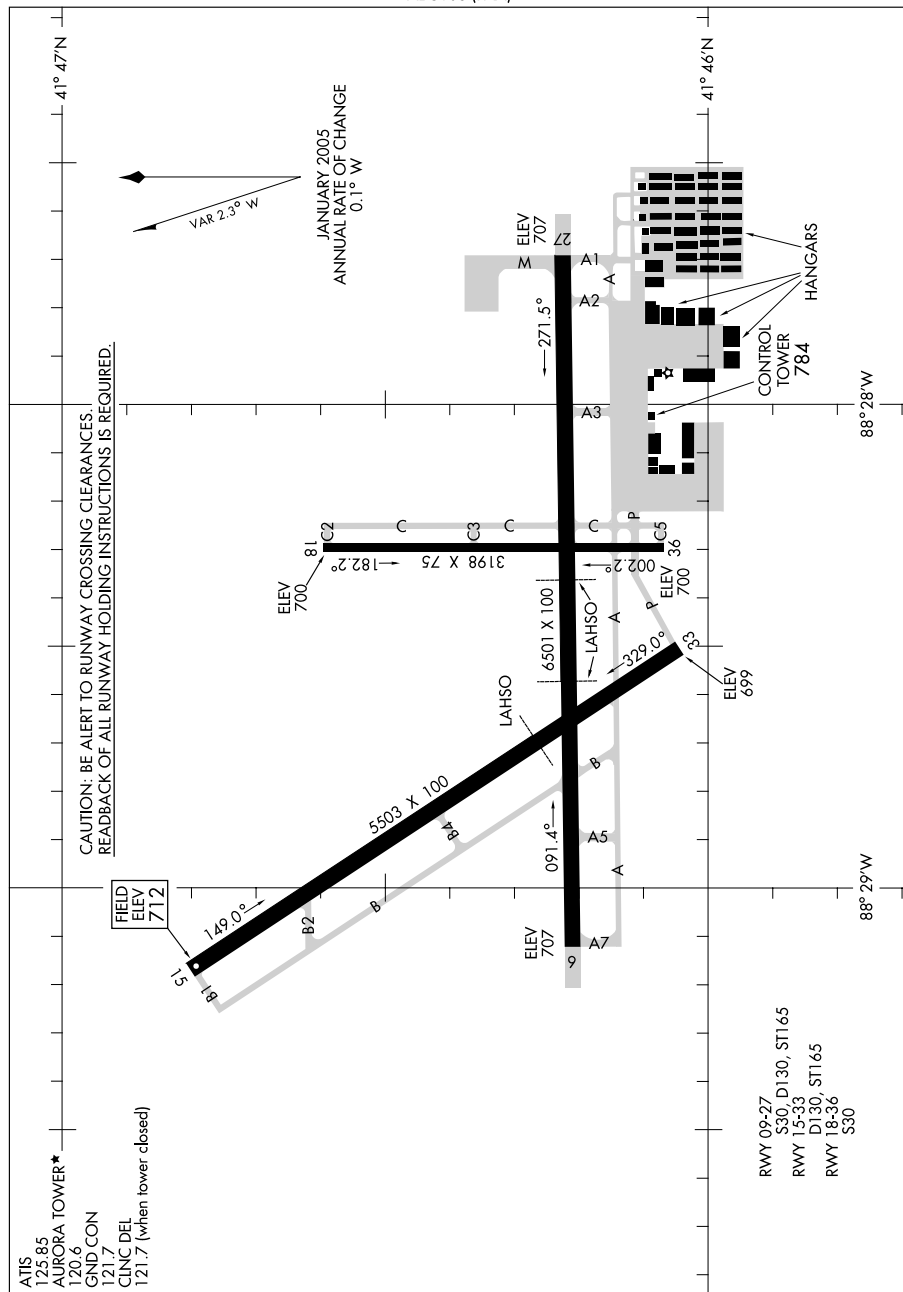 ATIS
125.85
AURORA TOWER★
120.6
GND CON
121.7
CLNC DEL
121.7 (when tower closed)
CAUTION: BE ALERT TO RUNWAY CROSSING CLEARANCES.
READBACK OF ALL RUNWAY HOLDING INSTRUCTIONS IS REQUIRED.
JANUARY 2005
ANNUAL RATE OF CHANGE
0.1° W
VAR 2.3° W
41° 47'N
41° 46'N
88° 28'W
88° 29'W
FIELD
ELEV
712
15
149.0°
B1
B2
B
B4
5503 X 100
LAHSO
B
329.0°
33
ELEV
699
ELEV
700
18
182.2°
3198 X 75
C2
C
C3
C
C
C5
002.2°
36
ELEV
700
P
P
ELEV
707
9
091.4°
6501 X 100
LAHSO
271.5°
27
ELEV
707
W
A7
A5
A
A
A3
A2
A
A1
CONTROL
TOWER
784
HANGARS
RWY 09-27
S30, D130, ST165
RWY 15-33
D130, ST165
RWY 18-36
S30